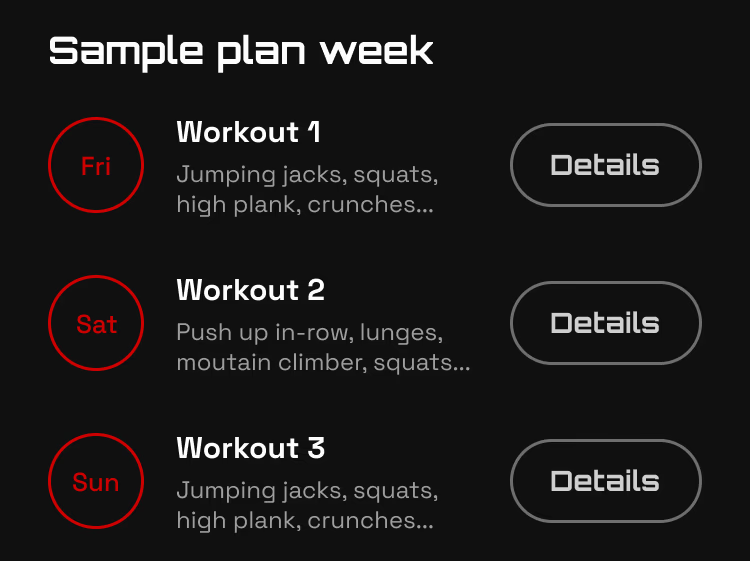 Sample plan week
Fri
Workout 1
Jumping jacks, squats,
high plank, crunches...
Details
Sat
Workout 2
Push up in-row, lunges,
moutain climber, squats...
Details
Sun
Workout 3
Jumping jacks, squats,
high plank, crunches...
Details